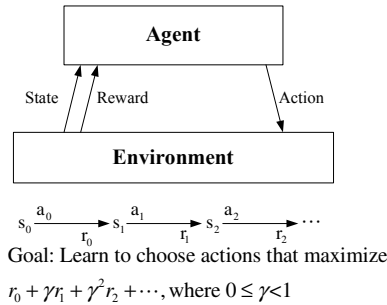 Agent
State Reward Action
Environment
s₀ a₀ r₀ s₁ a₁ r₁ s₂ a₂ r₂ ⋯
Goal: Learn to choose actions that maximize
r₀ + γr₁ + γ²r₂ + ⋯, where 0 ≤ γ<1